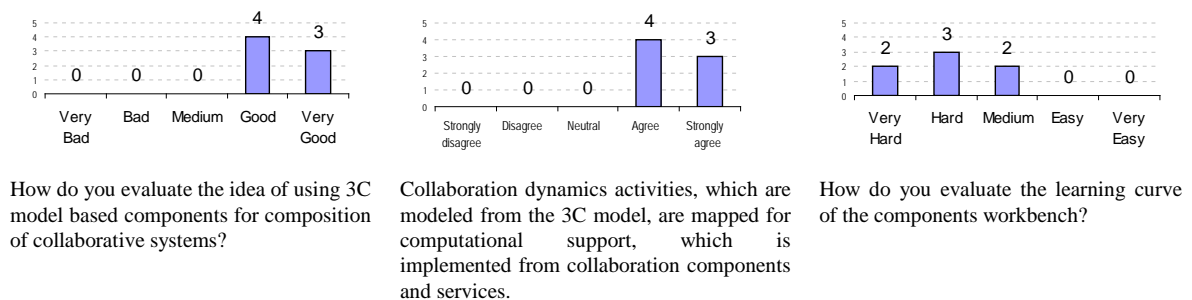 5
4
3
2
1
0
0
0
0
4
3
Very Bad
Bad
Medium
Good
Very Good
How do you evaluate the idea of using 3C
model based components for composition
of collaborative systems?
5
4
3
2
1
0
0
0
0
4
3
Strongly disagree
Disagree
Neutral
Agree
Strongly agree
Collaboration dynamics activities, which are
modeled from the 3C model, are mapped for
computational support, which is
implemented from collaboration components
and services.
5
4
3
2
1
0
2
3
2
0
0
Very Hard
Hard
Medium
Easy
Very Easy
How do you evaluate the learning curve
of the components workbench?